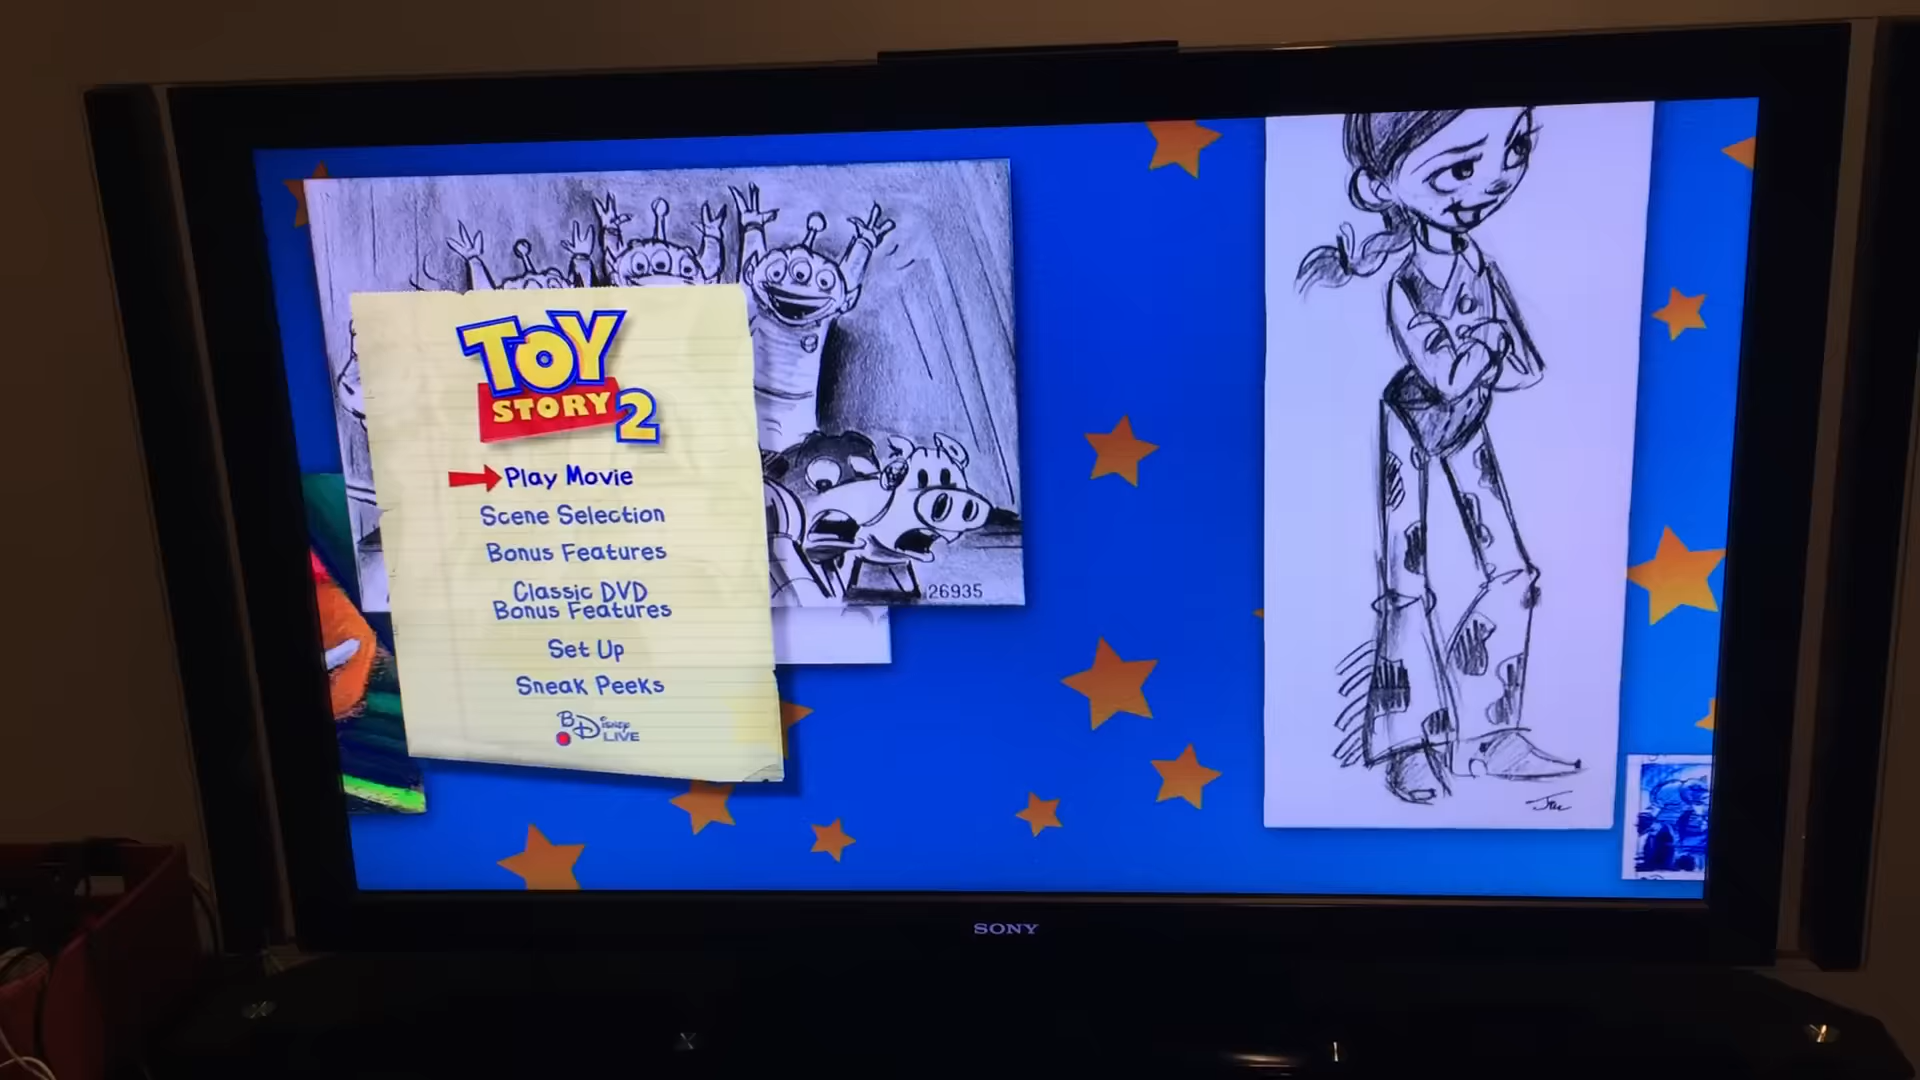 TOY
STORY 2
Play Movie
Scene Selection
Bonus Features
Classic DVD
Bonus Features
Set Up
Sneak Peeks
BD Disney
LIVE
26935
SONY